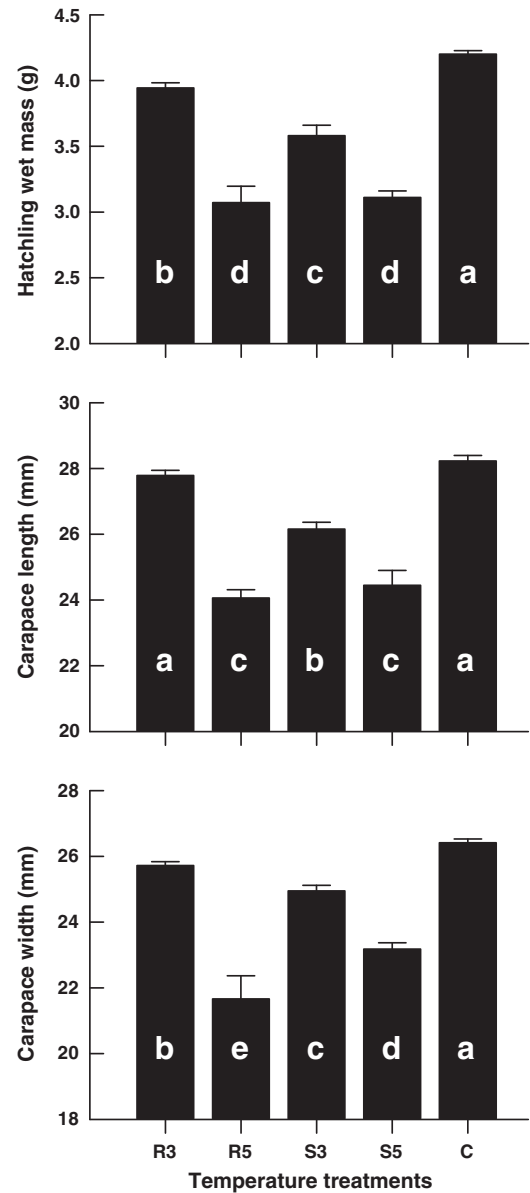 Hatchling wet mass (g)
4.5
4.0
3.5
3.0
2.5
2.0
b d c d a
Carapace length (mm)
30
28
26
24
22
20
a c b c a
Carapace width (mm)
28
26
24
22
20
18
b e c d a
R3 R5 S3 S5 C
Temperature treatments